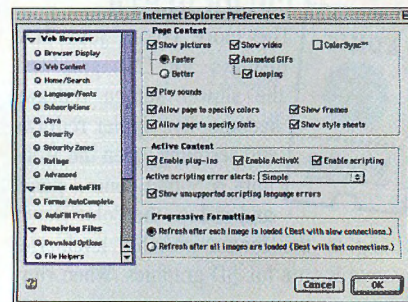 Internet Explorer Preferences
Web Browser
Browser Display
Web Content
Home/Search
Language/Fonts
Subscriptions
Java
Security
Security Zones
Ratings
Advanced
Forms AutoFill
Forms AutoComplete
AutoFill Profile
Receiving Files
Download Options
File Helpers
Page Content
Show pictures Show video ColorSync™
Faster Animated GIFs
Better Looping
Play sounds
Allow page to specify colors Show frames
Allow page to specify fonts Show style sheets
Active Content
Enable plug-ins Enable ActiveX Enable scripting
Active scripting error alerts: Simple
Show unsupported scripting language errors
Progressive Formatting
Refresh after each image is loaded (Best with slow connections.)
Refresh after all images are loaded (Best with fast connections.)
Cancel OK